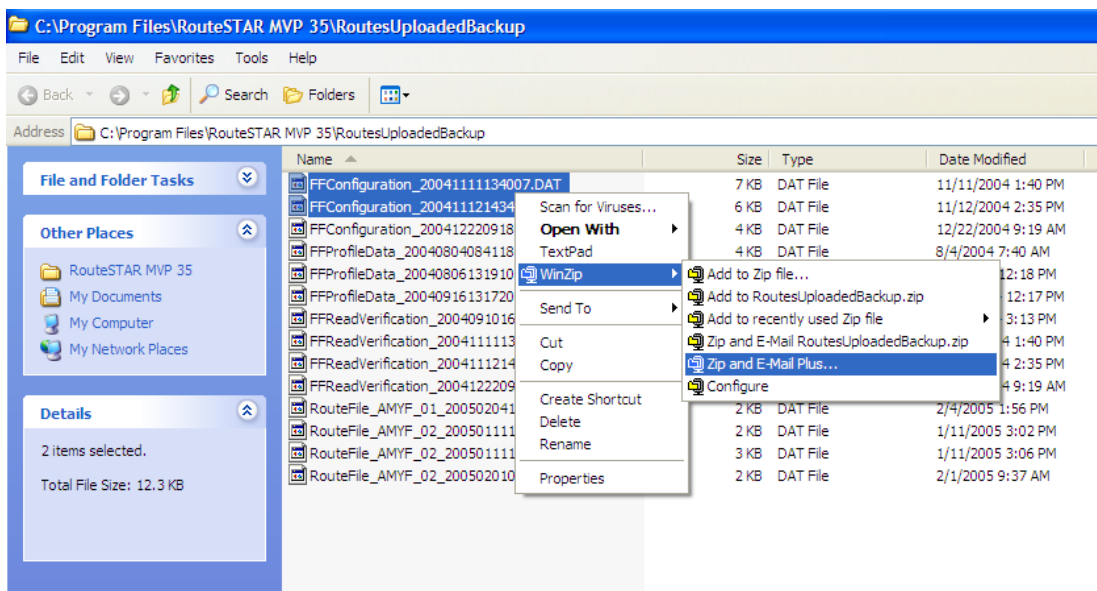 C:\Program Files\RouteSTAR MVP 35\RoutesUploadedBackup
File Edit View Favorites Tools Help
Back Search Folders
Address C:\Program Files\RouteSTAR MVP 35\RoutesUploadedBackup
File and Folder Tasks
Other Places
RouteSTAR MVP 35
My Documents
My Computer
My Network Places
Details
2 items selected.
Total File Size: 12.3 KB
Name Size Type Date Modified
FFConfiguration_20041111134007.DAT 7 KB DAT File 11/11/2004 1:40 PM
FFConfiguration_200411121434 6 KB DAT File 11/12/2004 2:35 PM
FFConfiguration_200412220918 4 KB DAT File 12/22/2004 9:19 AM
FFProfileData_20040804084118 4 KB DAT File 8/4/2004 7:40 AM
FFProfileData_20040806131910 12:18 PM
FFProfileData_20040916131720 12:17 PM
FFReadVerification_2004091016 3:13 PM
FFReadVerification_2004111113 4 1:40 PM
FFReadVerification_2004111214 4 2:35 PM
FFReadVerification_2004122209 4 9:19 AM
RouteFile_AMYF_01_200502041 2 KB DAT File 2/4/2005 1:56 PM
RouteFile_AMYF_02_200501111 2 KB DAT File 1/11/2005 3:02 PM
RouteFile_AMYF_02_200501111 3 KB DAT File 1/11/2005 3:06 PM
RouteFile_AMYF_02_200502010 2 KB DAT File 2/1/2005 9:37 AM
Scan for Viruses...
Open With
TextPad
WinZip
Send To
Cut
Copy
Create Shortcut
Delete
Rename
Properties
Add to Zip file...
Add to RoutesUploadedBackup.zip
Add to recently used Zip file
Zip and E-Mail RoutesUploadedBackup.zip
Zip and E-Mail Plus...
Configure